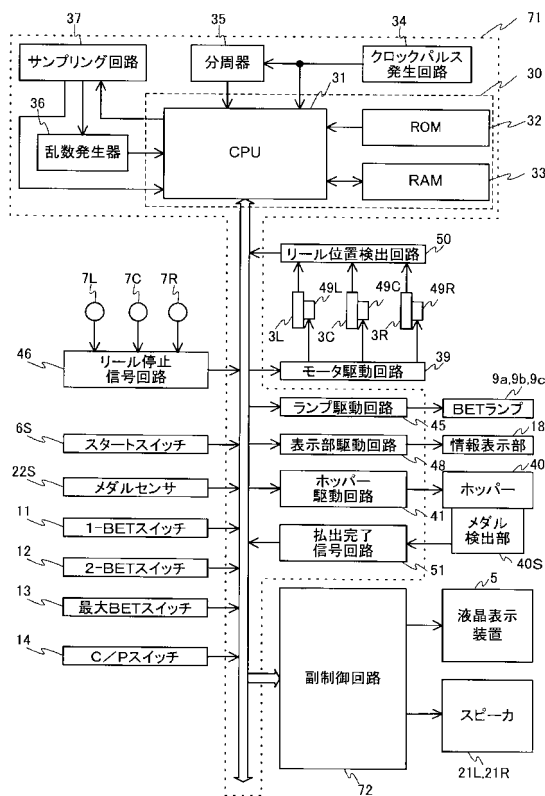 37
サンプリング回路
35
分周器
34
クロックパルス
発生回路
71
31
30
36
乱数発生器
CPU
ROM
32
RAM
33
リール位置検出回路
50
7L
7C
7R
49L
49C
49R
3L
3C
3R
46
リール停止
信号回路
モータ駆動回路
39
9a,9b,9c
ランプ駆動回路
45
BETランプ
6S
スタートスイッチ
表示部駆動回路
48
18
情報表示部
22S
メダルセンサ
ホッパー
駆動回路
41
40
ホッパー
11
1-BETスイッチ
払出完了
信号回路
51
メダル
検出部
40S
12
2-BETスイッチ
13
最大BETスイッチ
14
C/Pスイッチ
副制御回路
72
5
液晶表示
装置
スピーカ
21L,21R